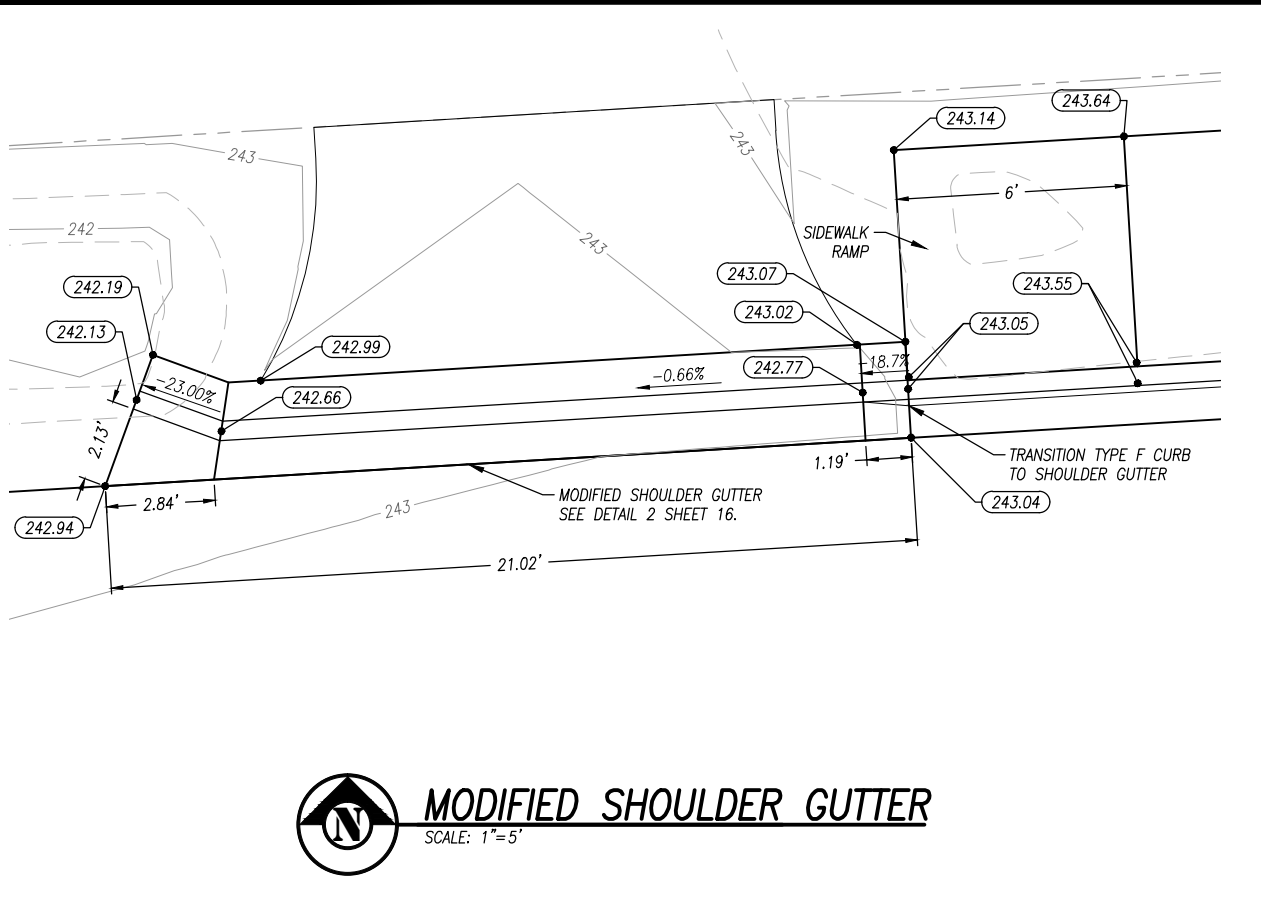 243.64
243.14
243
243
6'
242
SIDEWALK
RAMP
243
243.07
242.19
243.55
243.02
243.05
242.13
242.99
-18.7%
242.77
-0.66%
-23.00%
242.66
2.13'
1.19'
TRANSITION TYPE F CURB
TO SHOULDER GUTTER
2.84'
MODIFIED SHOULDER GUTTER
SEE DETAIL 2 SHEET 16.
243
243.04
242.94
21.02'
N
MODIFIED SHOULDER GUTTER
SCALE: 1"=5'